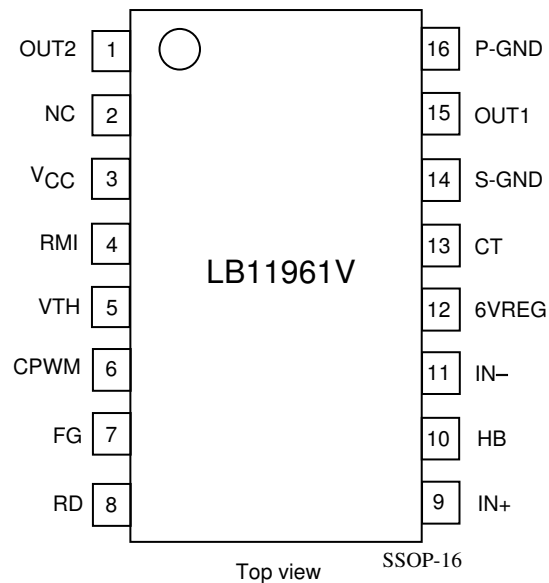 OUT2 1 16 P-GND
NC 2 15 OUT1
VCC 3 14 S-GND
RMI 4 13 CT
LB11961V
VTH 5 12 6VREG
CPWM 6 11 IN−
FG 7 10 HB
RD 8 9 IN+
Top view SSOP-16